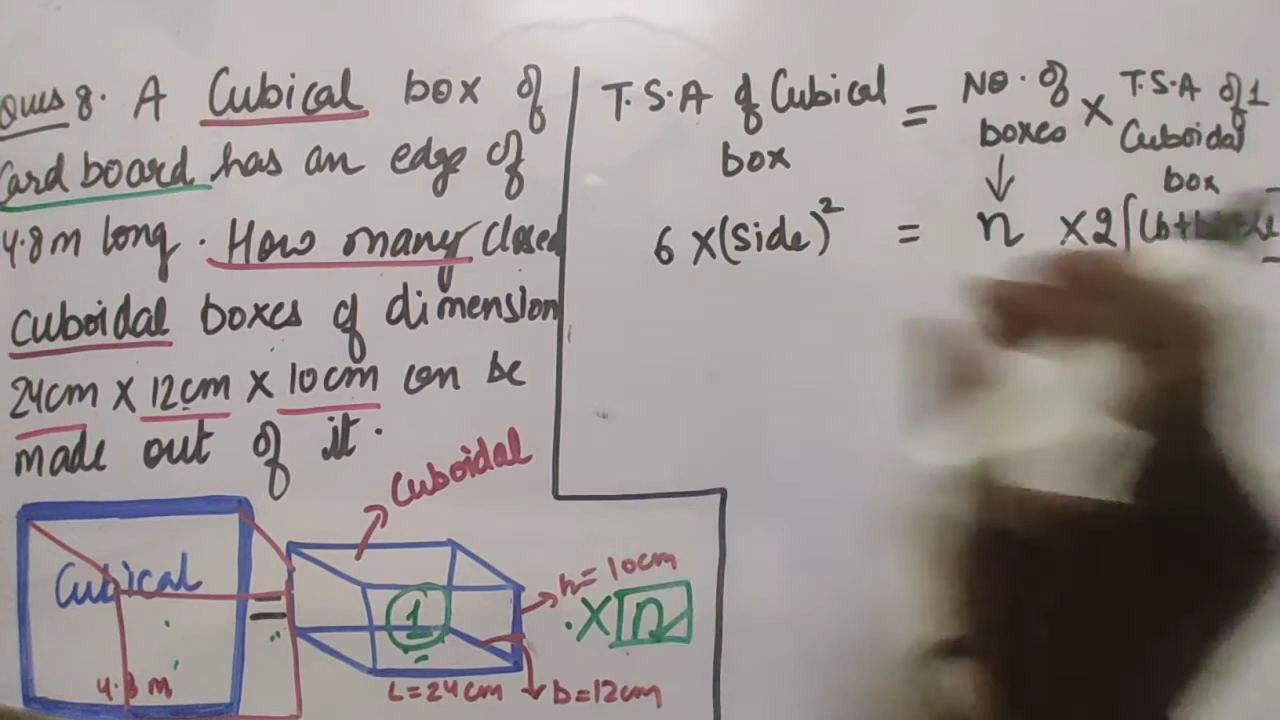 Ques 8. A Cubical box of
Card board has an edge of
4.8m long. How many closed
cuboidal boxes of dimension
24cm X 12cm X 10cm can be
made out of it.
T.S.A of Cubical
box
=
No. of
boxes
X
T.S.A of 1
Cuboidal
box
6 X (Side)² = n X 2 [lb+
Cubical
4.8 m
=
Cuboidal
1
h = 10cm
.X n
L = 24cm
b = 12cm